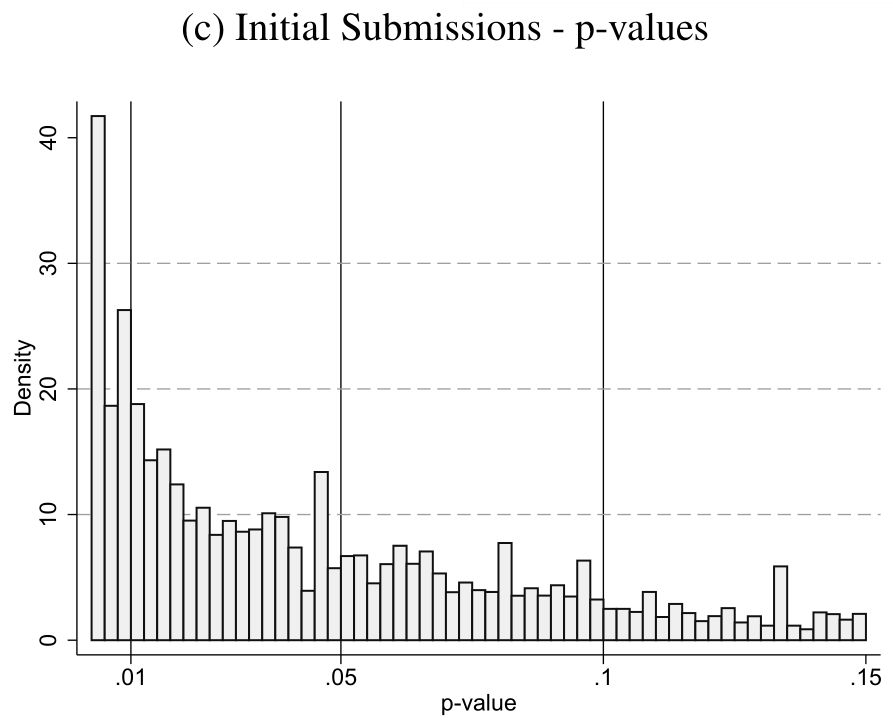 (c) Initial Submissions - p-values
40
30
20
10
0
Density
.01 .05 .1 .15
p-value